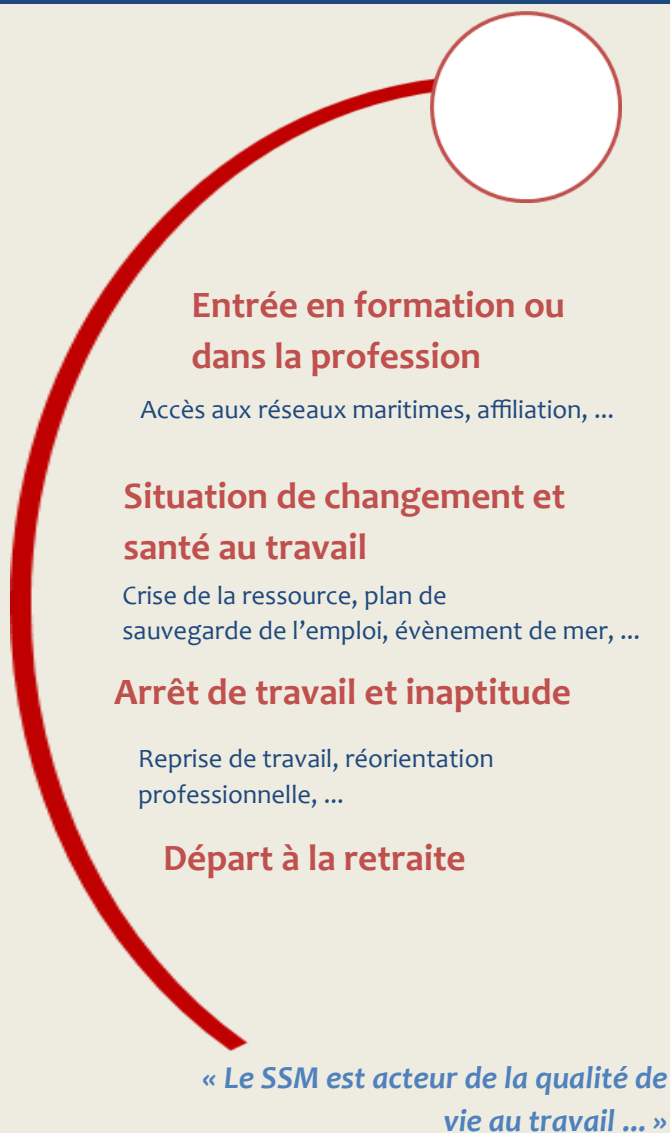 Entrée en formation ou
dans la profession
Accès aux réseaux maritimes, affiliation, ...
Situation de changement et
santé au travail
Crise de la ressource, plan de
sauvegarde de l’emploi, évènement de mer, ...
Arrêt de travail et inaptitude
Reprise de travail, réorientation
professionnelle, ...
Départ à la retraite
« Le SSM est acteur de la qualité de
vie au travail ... »